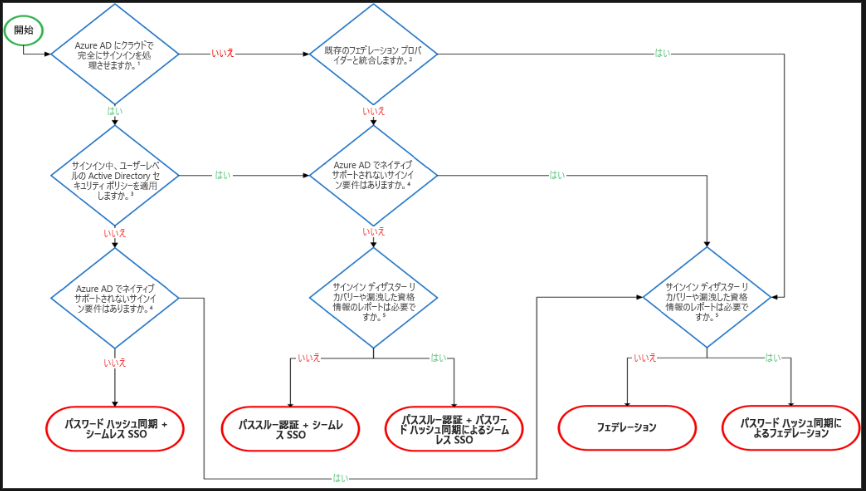 開始
Azure AD にクラウドで
完全にサインインを処
理させますか。¹
いいえ
既存のフェデレーション プロバ
イダーと統合しますか。²
はい
はい
いいえ
サインイン中、ユーザーレベ
ルの Active Directory セ
キュリティ ポリシーを適用
しますか。³
はい
Azure AD でネイティブ
サポートされないサインイ
ン要件はありますか。⁴
はい
いいえ
いいえ
Azure AD でネイティブ
サポートされないサインイ
ン要件はありますか。⁴
サインイン ディザスター リ
カバリーや漏洩した資格
情報のレポートは必要で
すか。⁵
サインイン ディザスター リ
カバリーや漏洩した資格
情報のレポートは必要で
すか。⁵
いいえ
いいえ
はい
いいえ
はい
パスワード ハッシュ同期 +
シームレス SSO
パススルー認証 + シームレ
ス SSO
パススルー認証 + パスワー
ド ハッシュ同期によるシーム
レス SSO
フェデレーション
パスワード ハッシュ同期に
よるフェデレーション
はい